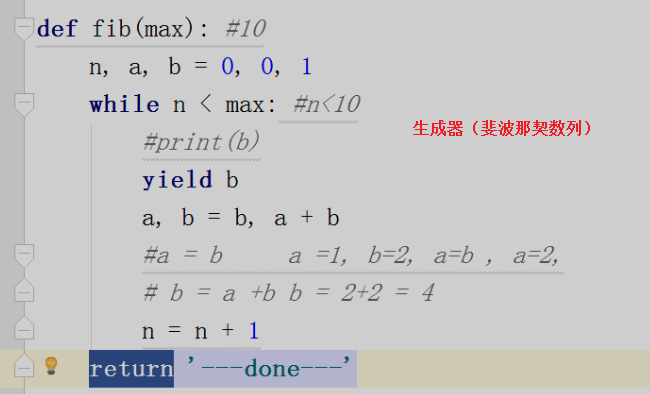 def fib(max): #10
n, a, b = 0, 0, 1
while n < max: #n<10
生成器（斐波那契数列）
#print(b)
yield b
a, b = b, a + b
#a = b a =1, b=2, a=b , a=2,
# b = a +b b = 2+2 = 4
n = n + 1
return '---done---'